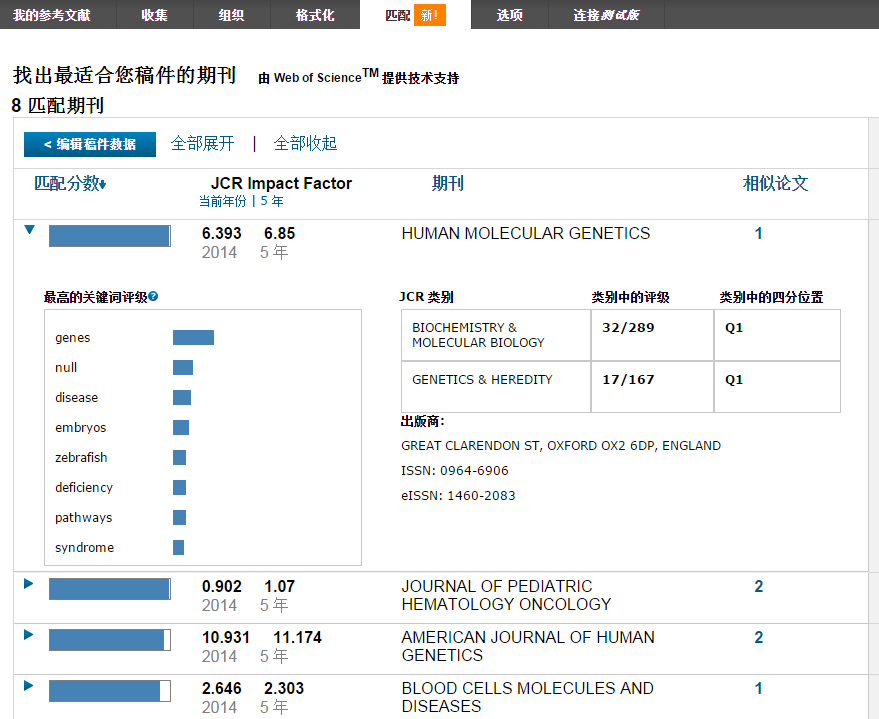 我的参考文献 收集 组织 格式化 匹配 新! 选项 连接测试版
找出最适合您稿件的期刊 由 Web of Science™ 提供技术支持
8 匹配期刊
< 编辑稿件数据 全部展开 | 全部收起
匹配分数 JCR Impact Factor 期刊 相似论文
当前年份 | 5 年
6.393 6.85 HUMAN MOLECULAR GENETICS 1
2014 5 年
最高的关键词评级 JCR 类别 类别中的评级 类别中的四分位置
genes
null
disease
embryos
zebrafish
deficiency
pathways
syndrome
BIOCHEMISTRY & 32/289 Q1
MOLECULAR BIOLOGY
GENETICS & HEREDITY 17/167 Q1
出版商:
GREAT CLARENDON ST, OXFORD OX2 6DP, ENGLAND
ISSN: 0964-6906
eISSN: 1460-2083
0.902 1.07 JOURNAL OF PEDIATRIC 2
2014 5 年 HEMATOLOGY ONCOLOGY
10.931 11.174 AMERICAN JOURNAL OF HUMAN 2
2014 5 年 GENETICS
2.646 2.303 BLOOD CELLS MOLECULES AND 1
2014 5 年 DISEASES